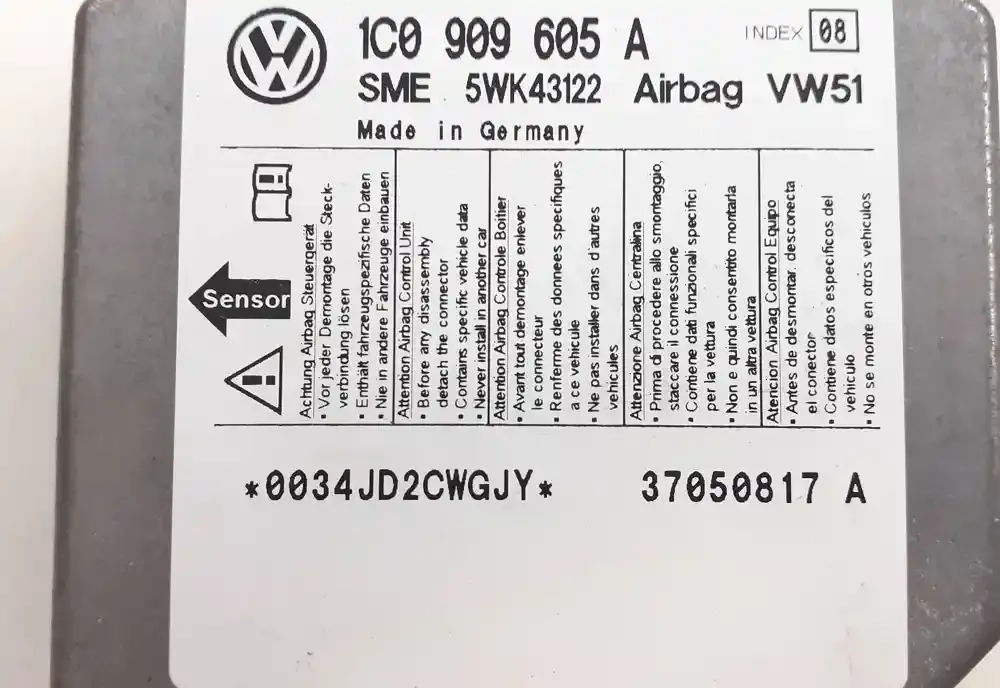 1C0 909 605 A
INDEX 08
SME 5WK43122 Airbag VW51
Made in Germany
Sensor
Achtung Airbag Steuergerät
• Vor jeder Demontage die Steck-
verbindung lösen
• Enthält fahrzeugspezifische Daten
• Nie in andere Fahrzeuge einbauen
Attention Airbag Control Unit
• Before any disassembly
detach the connector
• Contains specific vehicle data
• Never install in another car
Attention Airbag Controle Boitier
• Avant tout demontage enlever
le connecteur
• Renferme des donnees specifiques
a ce vehicule
• Ne pas installer dans d'autres
vehicules
Attenzione Airbag Centralina
• Prima di procedere allo smontaggio,
staccare il connessione
• Contiene dati funzionali specifici
per la vettura
• Non e quindi consentito montarla
in un altra vettura
Atencion Airbag Control Equipo
• Antes de desmontar, desconecta
el conector
• Contiene datos especificos del
vehiculo
• No se monte en otros vehiculos
*0034JD2CWGJY*
37050817 A